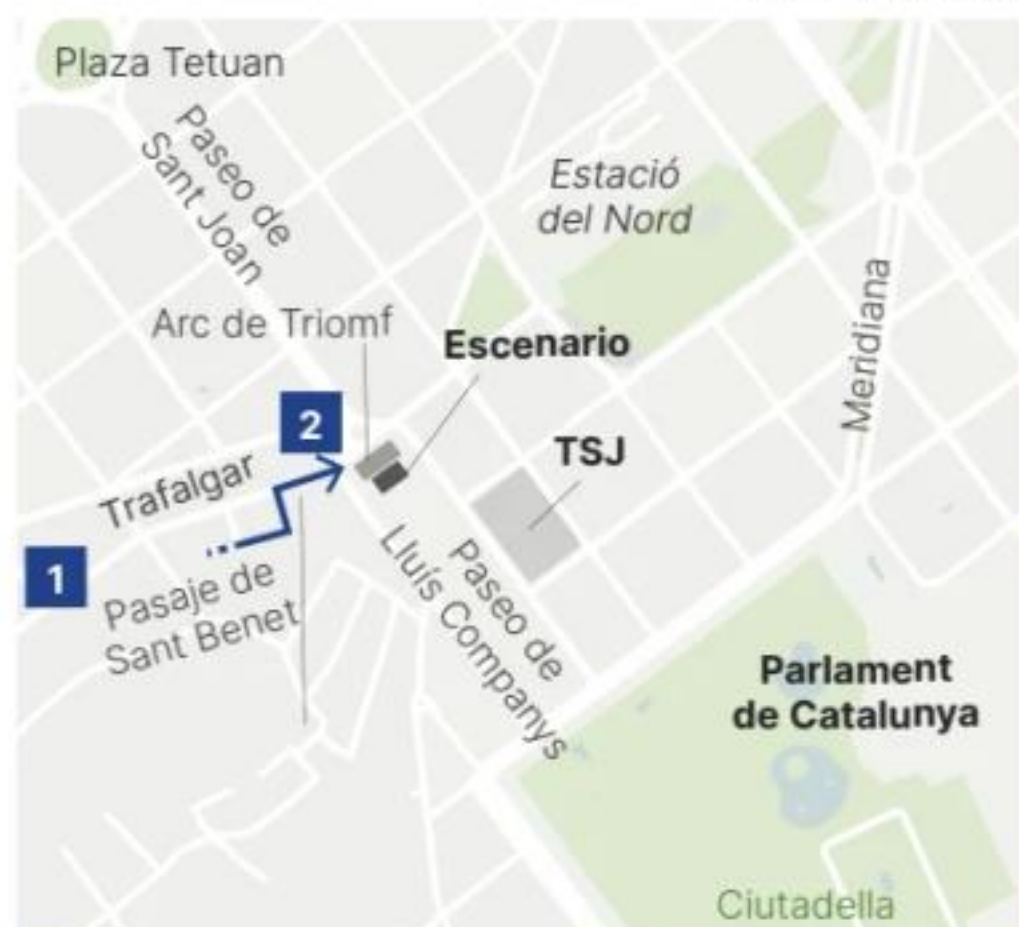 Plaza Tetuan
Paseo de
Sant Joan
Estació
del Nord
Arc de Triomf
Escenario
Meridiana
2
TSJ
Trafalgar
1
Pasaje de
Sant Benet
Paseo de
Lluís Companys
Parlament
de Catalunya
Ciutadella